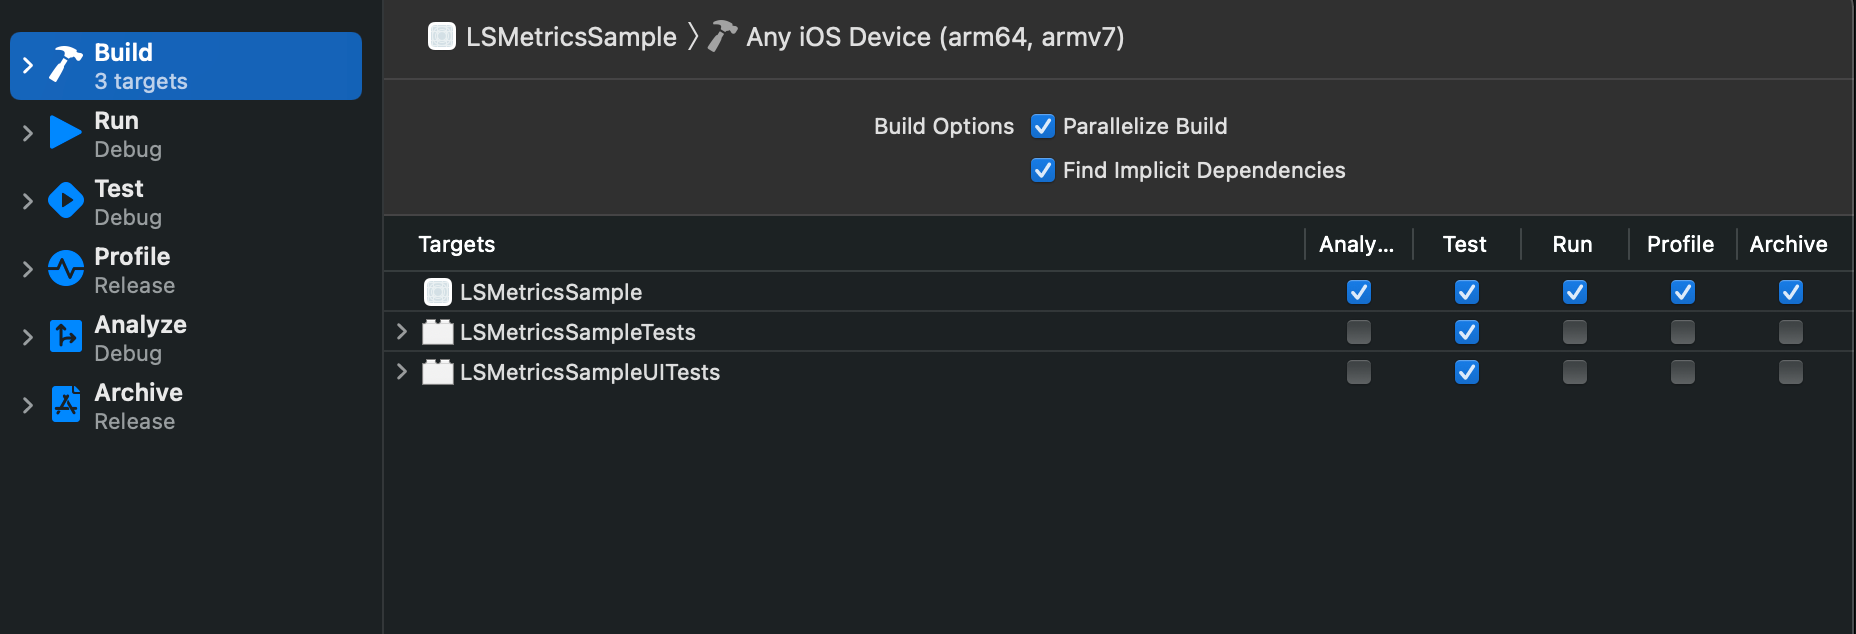 Build
3 targets
Run
Debug
Test
Debug
Profile
Release
Analyze
Debug
Archive
Release
LSMetricsSample 〉 Any iOS Device (arm64, armv7)
Build Options Parallelize Build
Find Implicit Dependencies
Targets Analy... Test Run Profile Archive
LSMetricsSample
LSMetricsSampleTests
LSMetricsSampleUITests